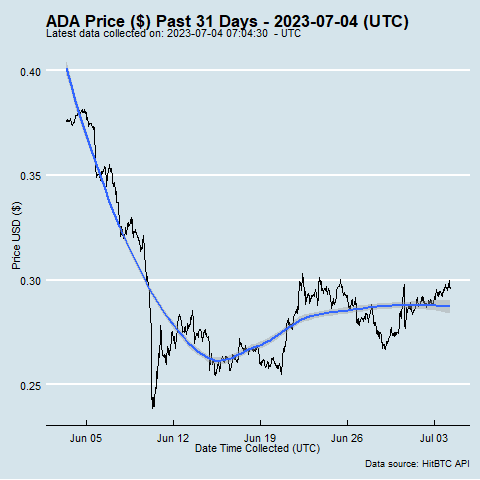 ADA Price ($) Past 31 Days - 2023-07-04 (UTC)
Latest data collected on: 2023-07-04 07:04:30 - UTC
0.40
0.35
0.30
0.25
Price USD ($)
Jun 05 Jun 12 Jun 19 Jun 26 Jul 03
Date Time Collected (UTC)
Data source: HitBTC API